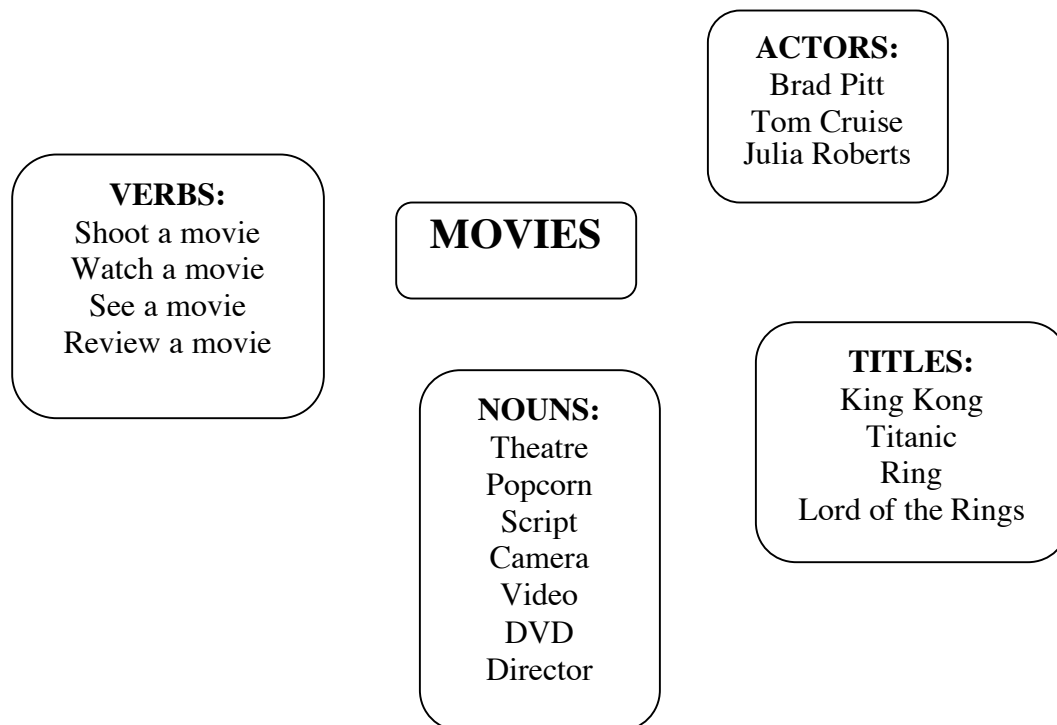 ACTORS:
Brad Pitt
Tom Cruise
Julia Roberts
VERBS:
Shoot a movie
Watch a movie
See a movie
Review a movie
MOVIES
TITLES:
King Kong
Titanic
Ring
Lord of the Rings
NOUNS:
Theatre
Popcorn
Script
Camera
Video
DVD
Director